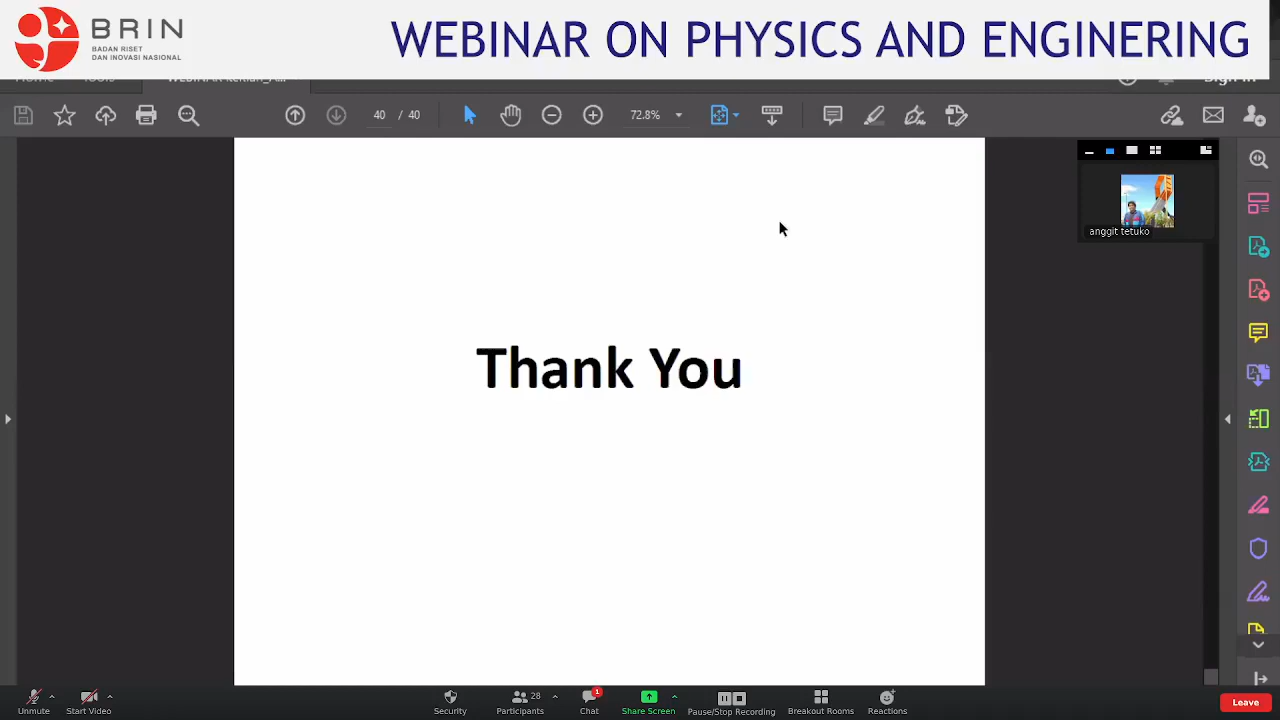 BRIN
BADAN RISET
DAN INOVASI NASIONAL
WEBINAR ON PHYSICS AND ENGINERING
40 / 40
72.8%
anggit tetuko
Thank You
Unmute
Start Video
Security
Participants
28
Chat
1
Share Screen
Pause/Stop Recording
Breakout Rooms
Reactions
Leave